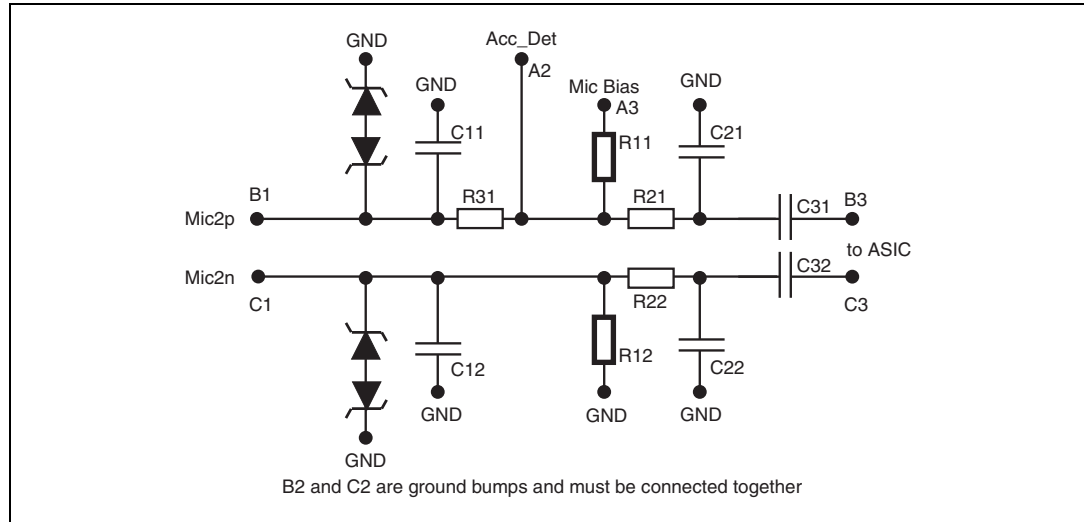 GND
Acc_Det
A2
GND
Mic Bias
A3
GND
C11
R11
C21
B1
R31
R21
C31
B3
Mic2p
to ASIC
Mic2n
C32
C1
R22
C3
C12
R12
C22
GND
GND
GND
GND
B2 and C2 are ground bumps and must be connected together